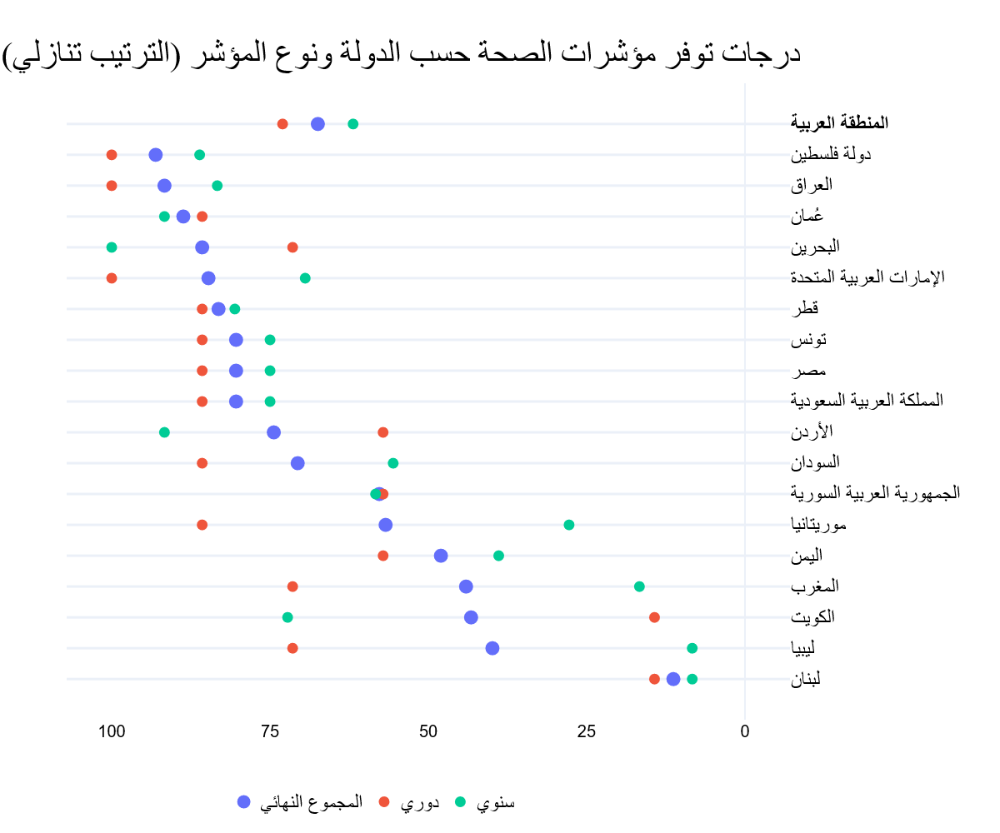 درجات توفر مؤشرات الصحة حسب الدولة ونوع المؤشر (الترتيب تنازلي)
المنطقة العربية
دولة فلسطين
العراق
عُمان
البحرين
الإمارات العربية المتحدة
قطر
تونس
مصر
المملكة العربية السعودية
الأردن
السودان
الجمهورية العربية السورية
موريتانيا
اليمن
المغرب
الكويت
ليبيا
لبنان
100 75 50 25 0
المجموع النهائي دوري سنوي